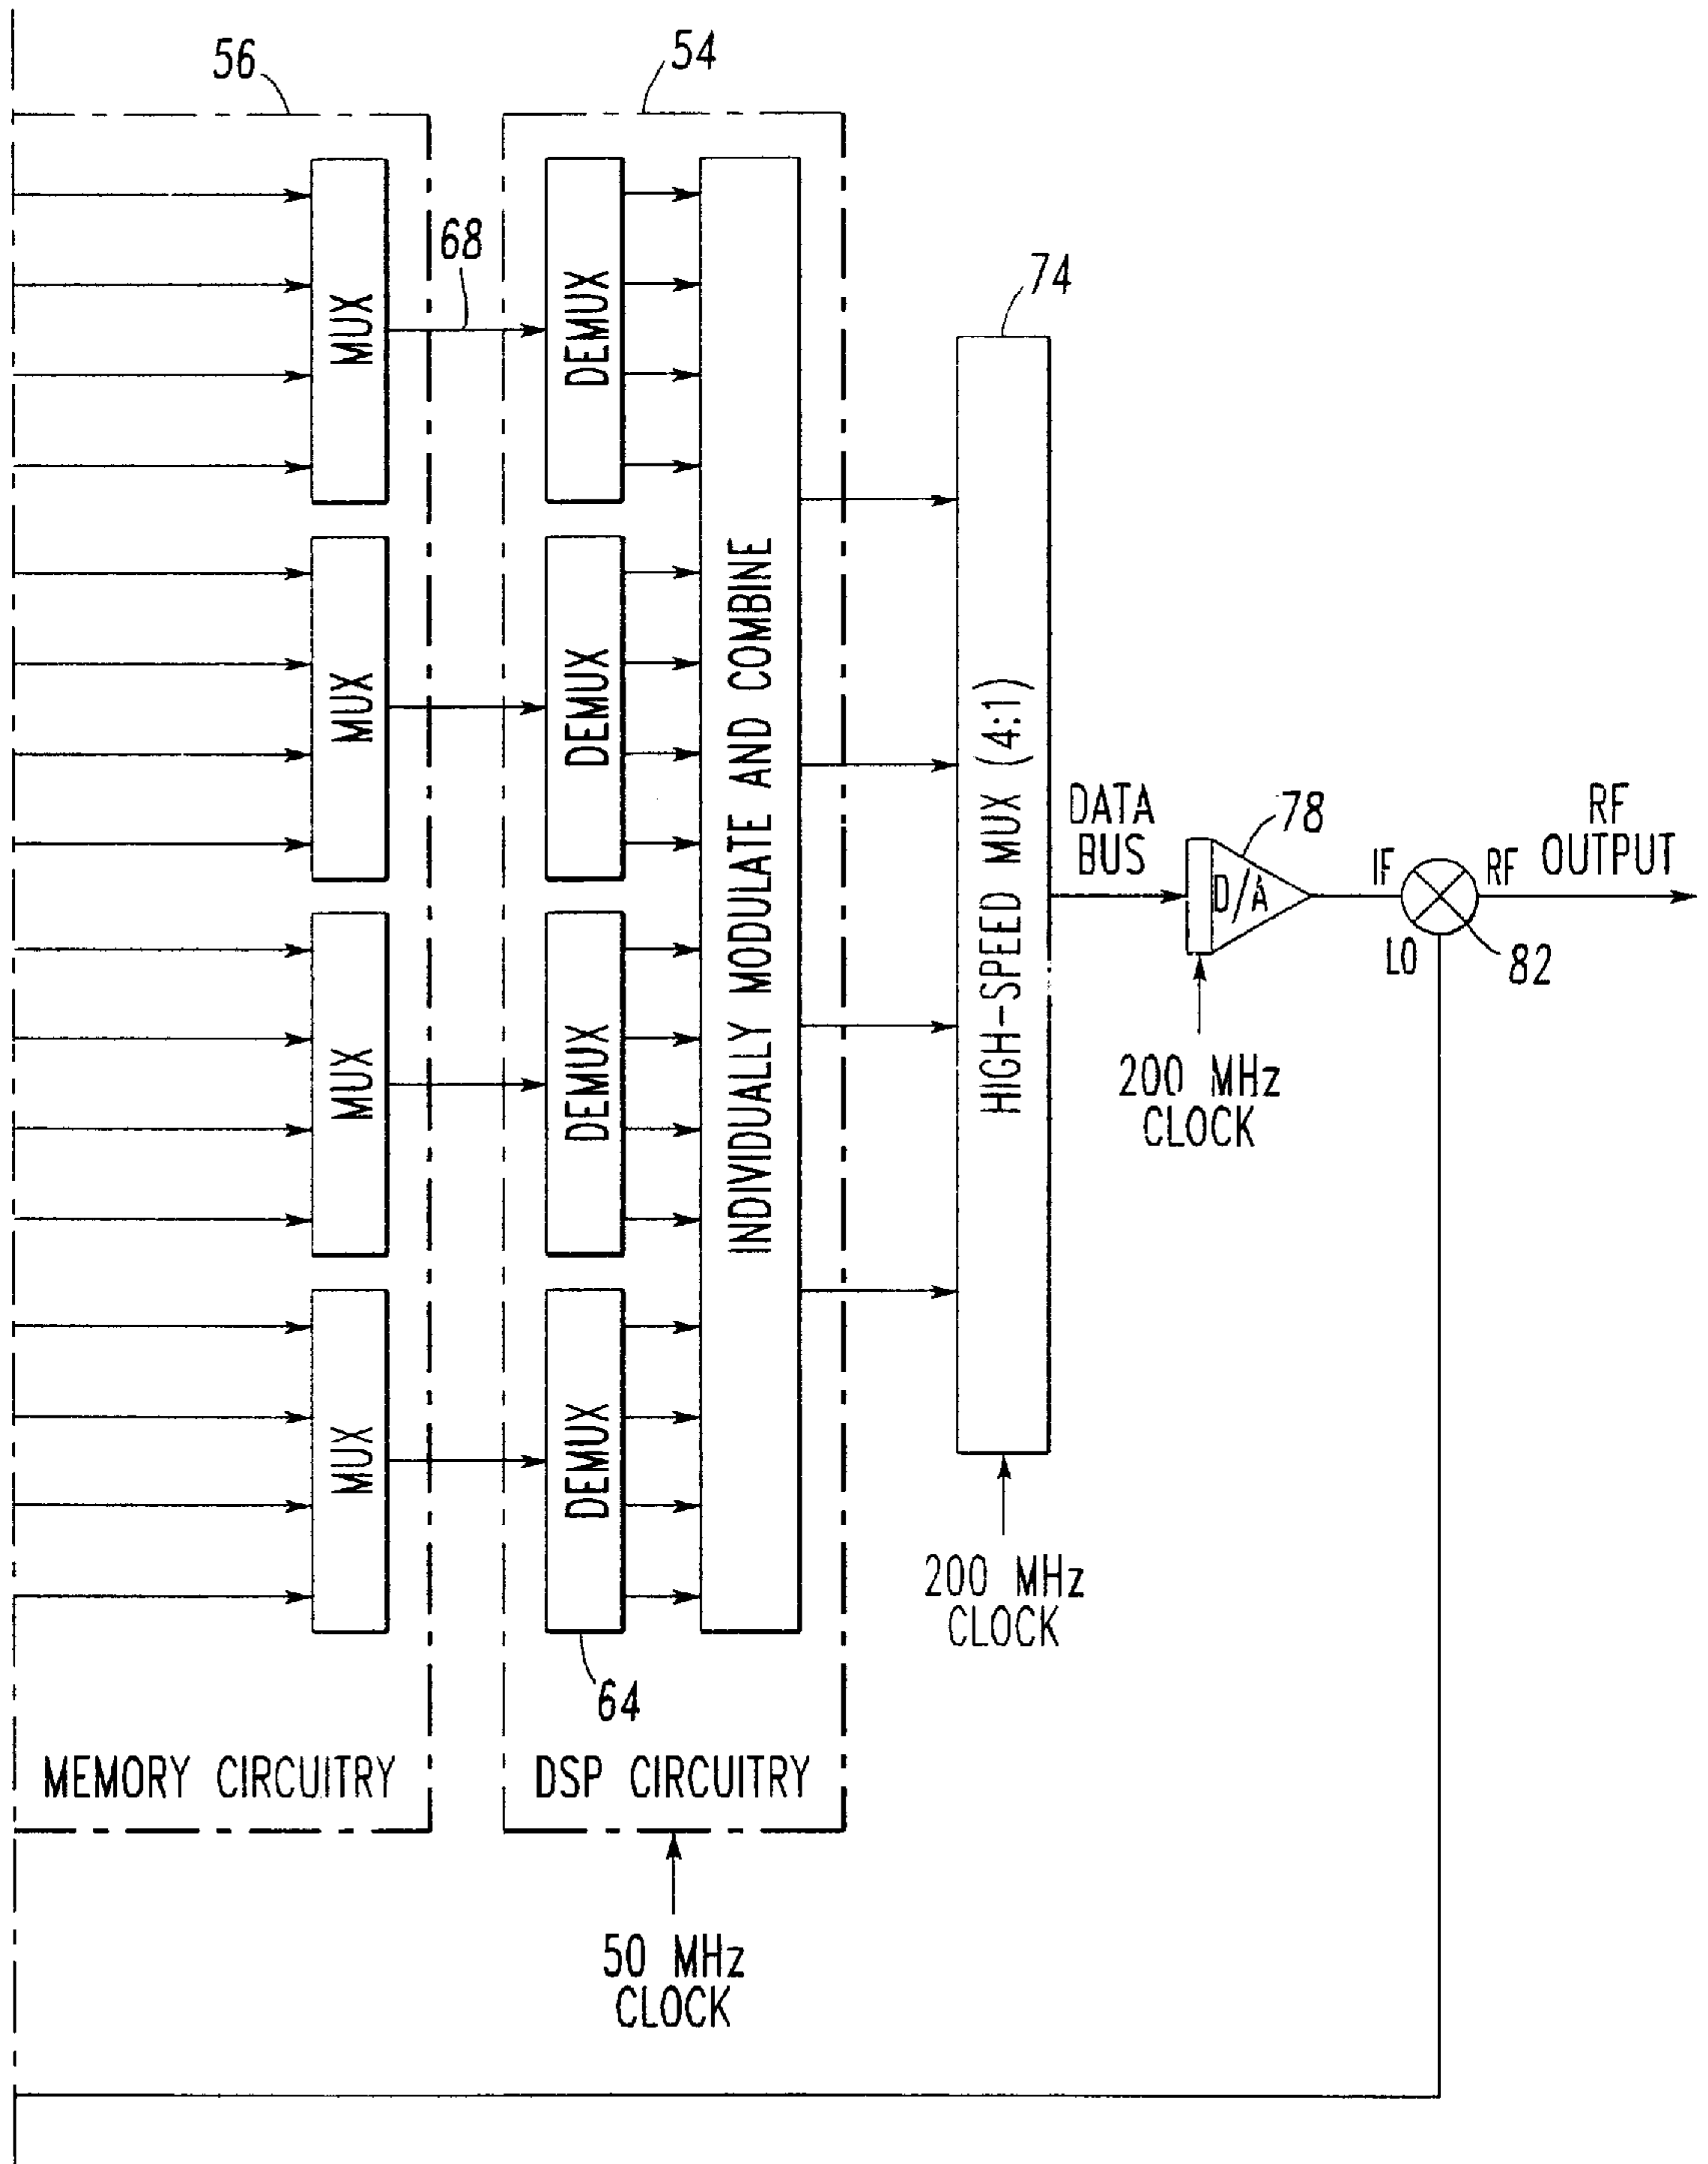 56
54
68
74
MUX
DEMUX
MUX
DEMUX
MUX
DEMUX
MUX
DEMUX
INDIVIDUALLY MODULATE AND COMBINE
HIGH-SPEED MUX (4:1)
DATA
BUS
78
D/A
IF
RF
LO
82
RF
OUTPUT
200 MHz
CLOCK
200 MHz
CLOCK
64
MEMORY CIRCUITRY
DSP CIRCUITRY
50 MHz
CLOCK